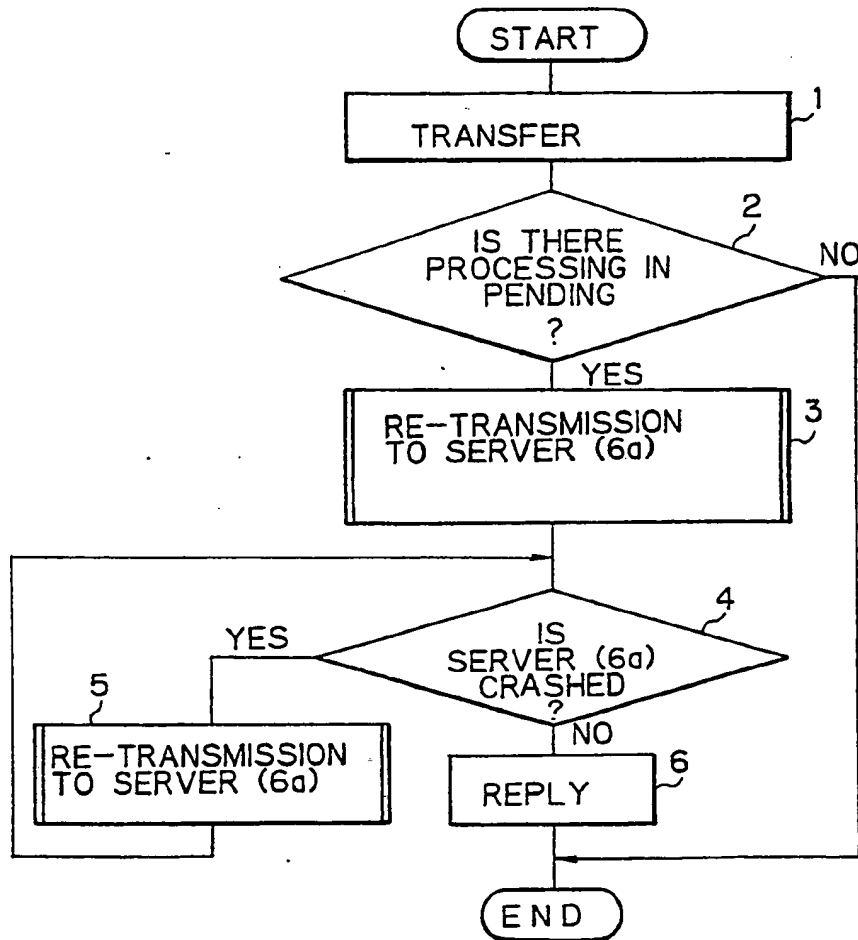 START
1
TRANSFER
2
IS THERE
PROCESSING IN
PENDING
?
NO
YES
3
RE-TRANSMISSION
TO SERVER (6a)
4
YES
IS
SERVER (6a)
CRASHED
?
5
RE-TRANSMISSION
TO SERVER (6a)
NO
6
REPLY
END